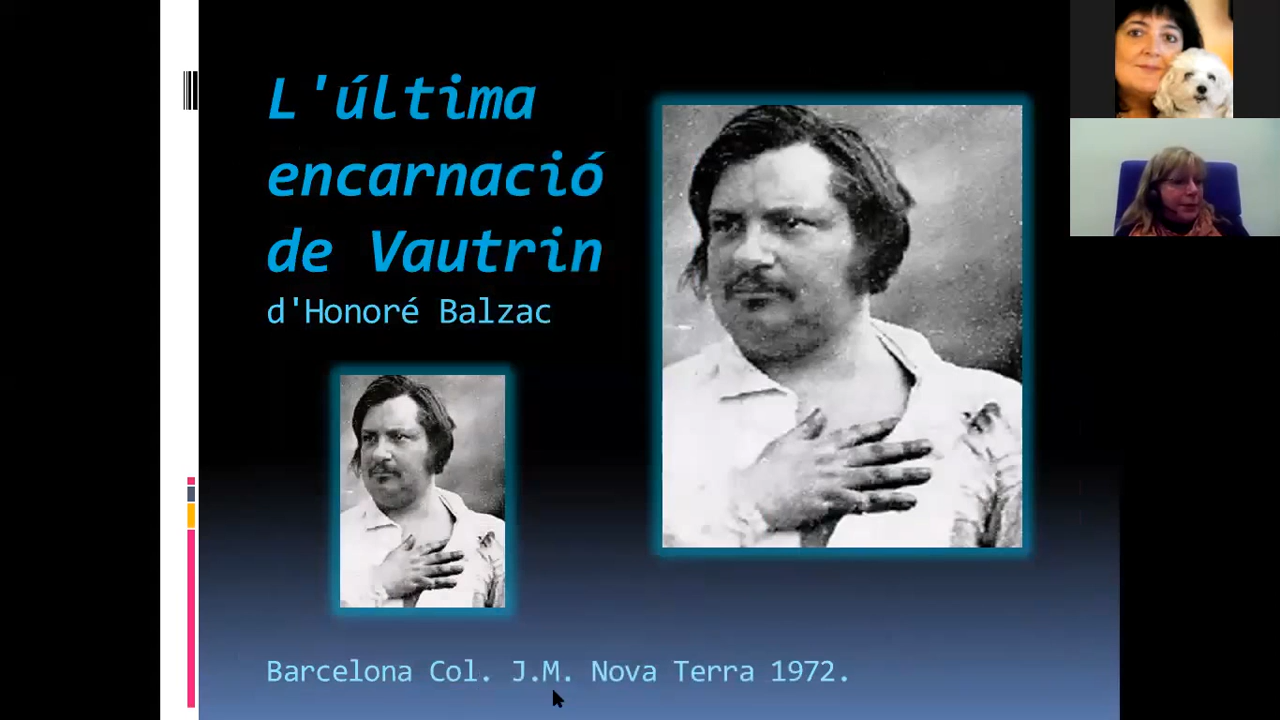 L'última
encarnació
de Vautrin
d'Honoré Balzac
Barcelona Col. J.M. Nova Terra 1972.